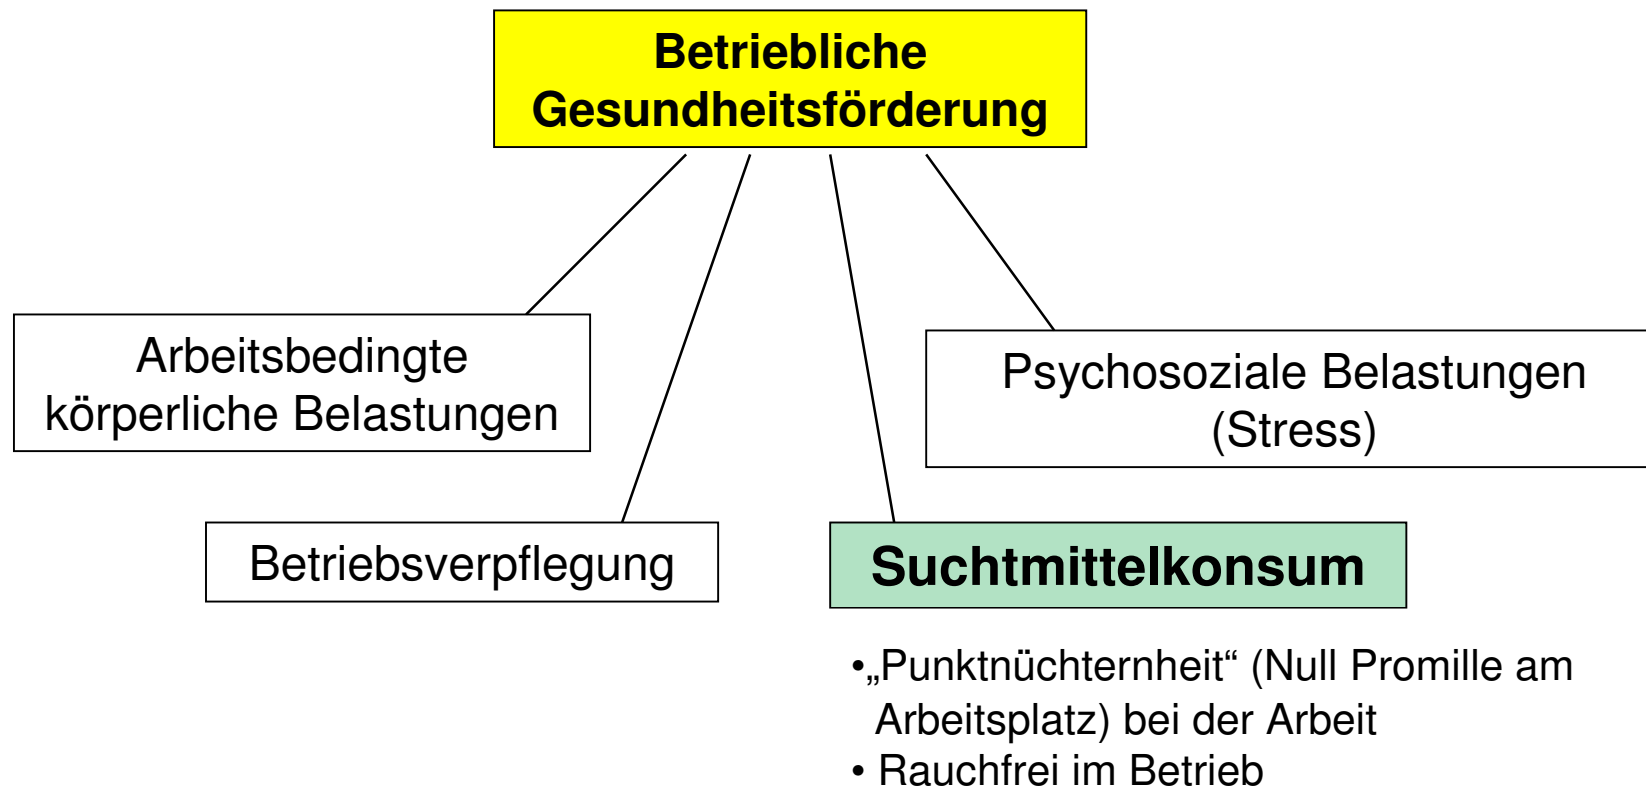 Betriebliche
Gesundheitsförderung
Arbeitsbedingte
körperliche Belastungen
Psychosoziale Belastungen
(Stress)
Betriebsverpflegung
Suchtmittelkonsum
•„Punktnüchternheit“ (Null Promille am
Arbeitsplatz) bei der Arbeit
• Rauchfrei im Betrieb